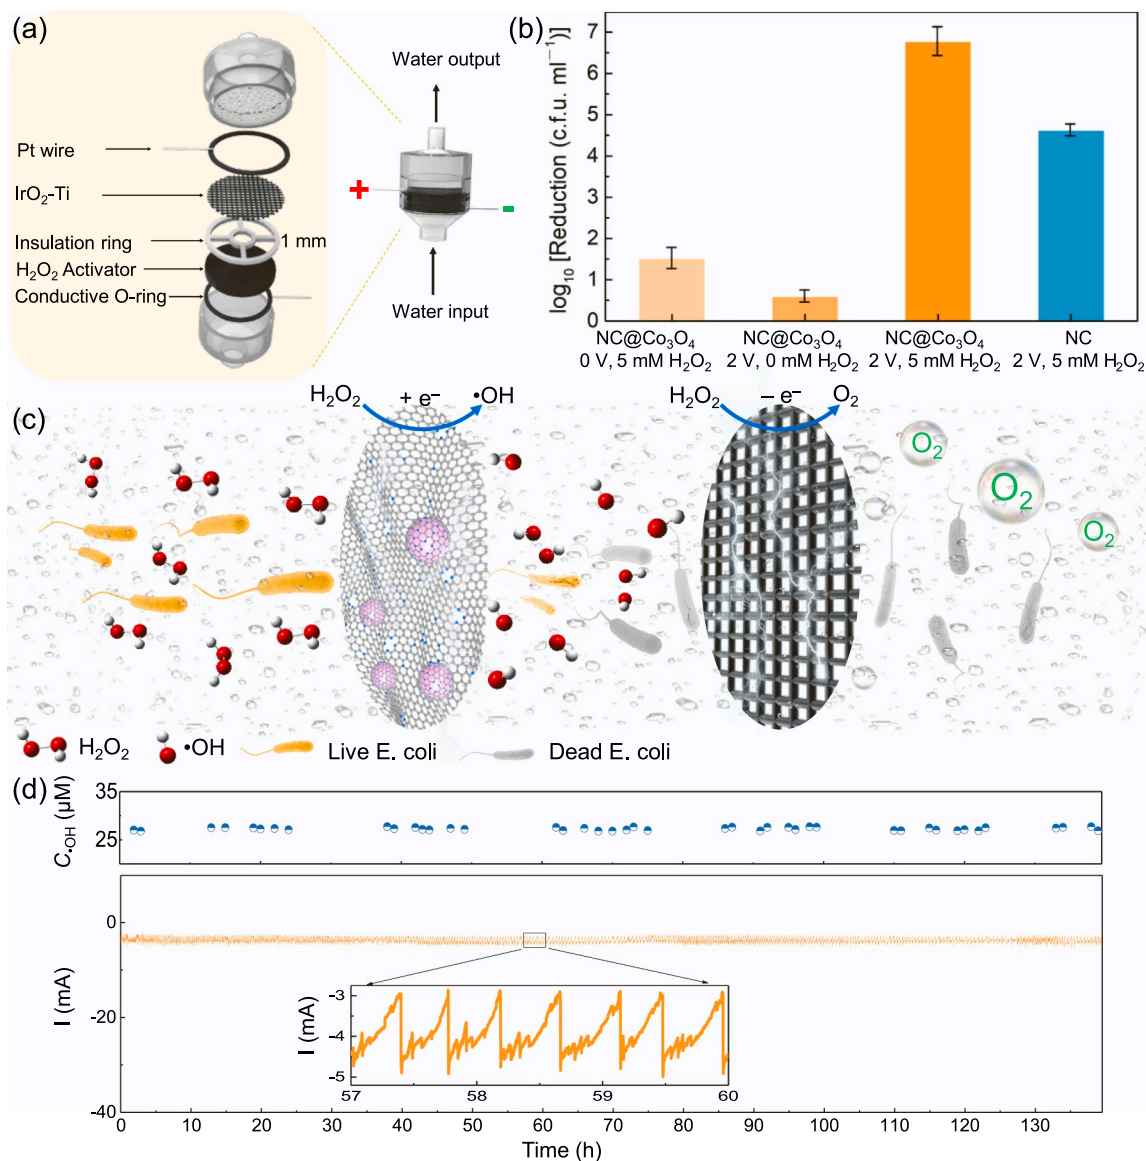 (a)
Water output
Pt wire
IrO₂-Ti
Insulation ring
1 mm
H₂O₂ Activator
Conductive O-ring
+
-
Water input
(b)
log₁₀ [Reduction (c.f.u. ml⁻¹)]
7
6
5
4
3
2
1
0
NC@Co₃O₄
0 V, 5 mM H₂O₂
NC@Co₃O₄
2 V, 0 mM H₂O₂
NC@Co₃O₄
2 V, 5 mM H₂O₂
NC
2 V, 5 mM H₂O₂
(c)
H₂O₂ + e⁻ •OH
H₂O₂ – e⁻ O₂
O₂
O₂
O₂
H₂O₂
•OH
Live E. coli
Dead E. coli
(d)
C•OH (µM)
35
25
I (mA)
0
-20
-40
I (mA)
-3
-4
-5
57 58 59 60
0 10 20 30 40 50 60 70 80 90 100 110 120 130
Time (h)